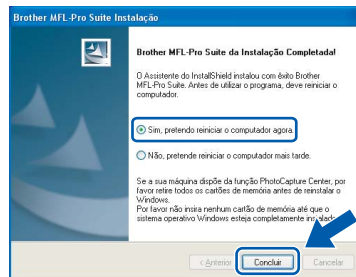 Brother MFL-Pro Suite Instalação
Brother MFL-Pro Suite da Instalação Completada!
O Assistente do InstallShield instalou com êxito Brother
MFL-Pro Suite. Antes de utilizar o programa, deve reiniciar o
computador.
Sim, pretendo reiniciar o computador agora.
Não, pretende reiniciar o computador mais tarde.
Se a sua máquina dispõe da função PhotoCapture Center, por
favor retire todos os cartões de memória antes de reinstalar o
Windows.
Por favor não insira nenhum cartão de memória até que o
sistema operativo Windows esteja completamente instalado.
< Anterior Concluir Cancelar